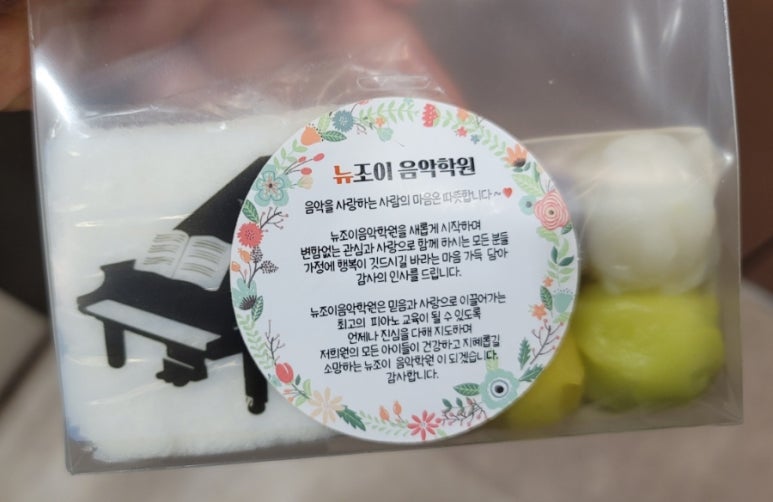 뉴조이 음악학원
음악을 사랑하는 사람의 마음은 따뜻합니다~♥
뉴조이음악학원을 새롭게 시작하며
변함없는 관심과 사랑으로 함께 하시는 모든 분들
가정에 행복이 깃드시길 바라는 마음 가득 담아
감사의 인사를 드립니다.
뉴조이음악학원은 믿음과 사랑으로 이끌어가는
최고의 피아노 교육이 될 수 있도록
언제나 진심을 다해 지도하며
저희원의 모든 아이들이 건강하고 지혜롭길
소망하는 뉴조이 음악학원 이 되겠습니다.
감사합니다.